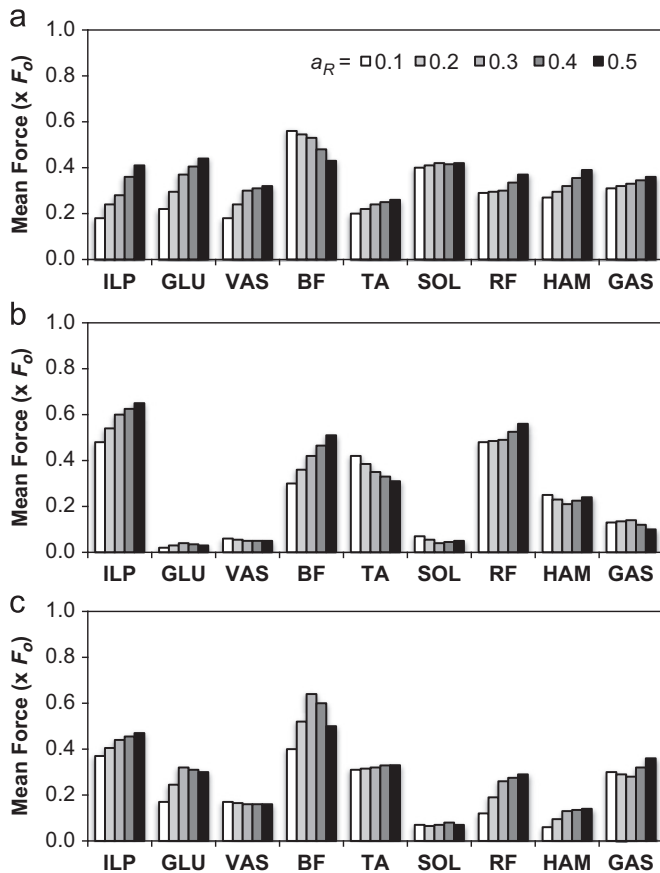 a
1.0
a_R = 0.1 0.2 0.3 0.4 0.5
0.8
0.6
0.4
0.2
0.0
Mean Force (x F_o)
ILP GLU VAS BF TA SOL RF HAM GAS
b
1.0
0.8
0.6
0.4
0.2
0.0
Mean Force (x F_o)
ILP GLU VAS BF TA SOL RF HAM GAS
c
1.0
0.8
0.6
0.4
0.2
0.0
Mean Force (x F_o)
ILP GLU VAS BF TA SOL RF HAM GAS